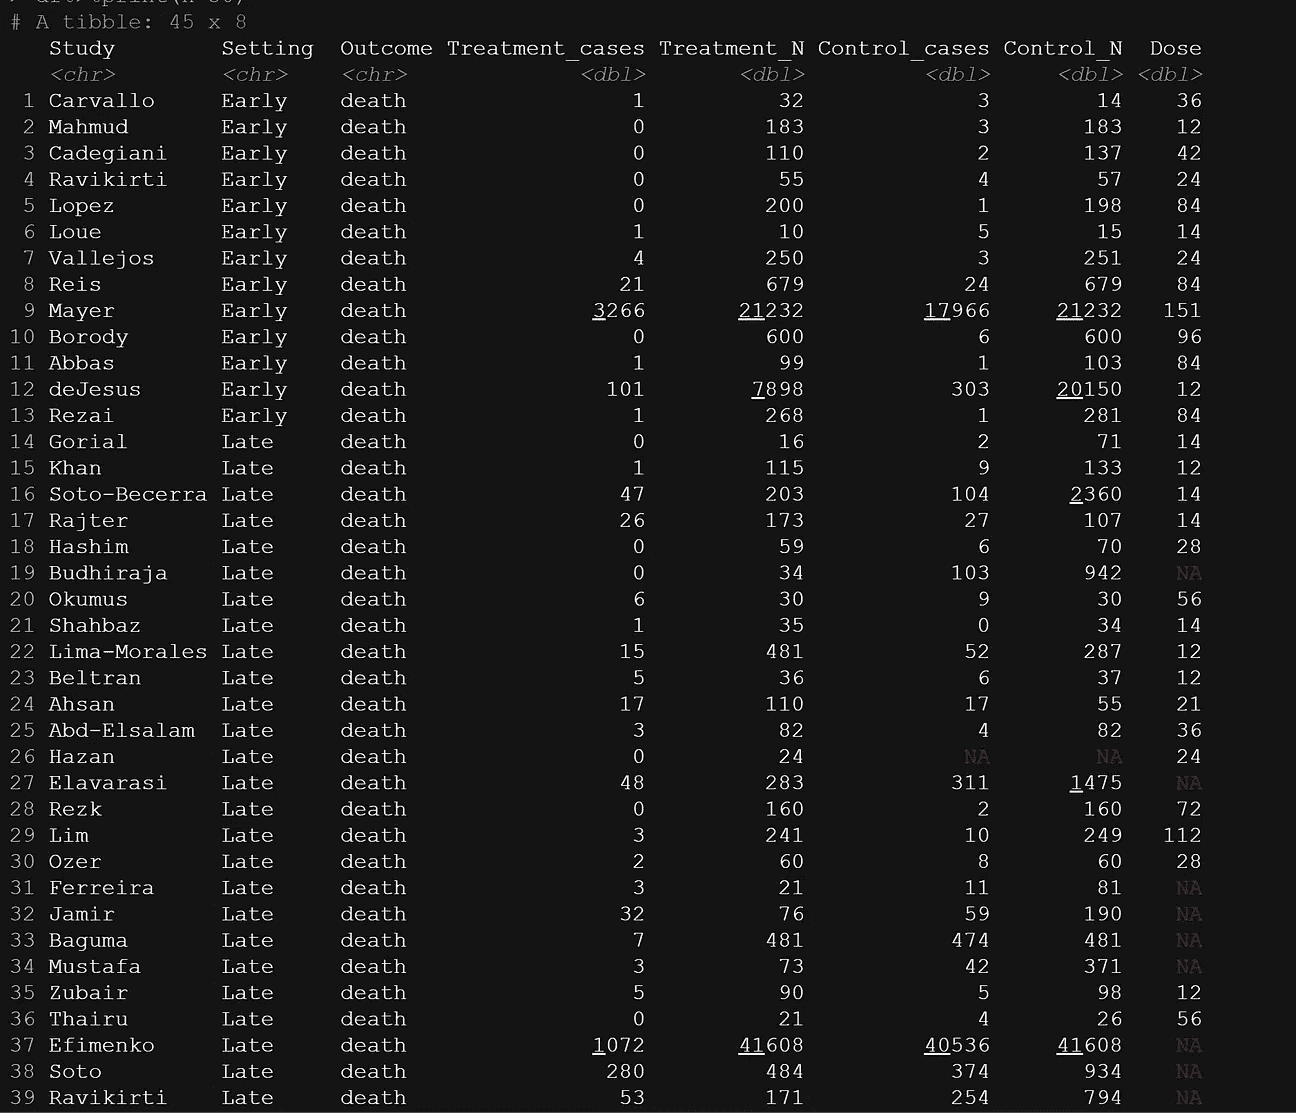 # A tibble: 45 x 8
Study Setting Outcome Treatment_cases Treatment_N Control_cases Control_N Dose
<chr> <chr> <chr> <dbl> <dbl> <dbl> <dbl> <dbl>
1 Carvallo Early death 1 32 3 14 36
2 Mahmud Early death 0 183 3 183 12
3 Cadegiani Early death 0 110 2 137 42
4 Ravikirti Early death 0 55 4 57 24
5 Lopez Early death 0 200 1 198 84
6 Loue Early death 1 10 5 15 14
7 Vallejos Early death 4 250 3 251 24
8 Reis Early death 21 679 24 679 84
9 Mayer Early death 3266 21232 17966 21232 151
10 Borody Early death 0 600 6 600 96
11 Abbas Early death 1 99 1 103 84
12 deJesus Early death 101 7898 303 20150 12
13 Rezai Early death 1 268 1 281 84
14 Gorial Late death 0 16 2 71 14
15 Khan Late death 1 115 9 133 12
16 Soto-Becerra Late death 47 203 104 2360 14
17 Rajter Late death 26 173 27 107 14
18 Hashim Late death 0 59 6 70 28
19 Budhiraja Late death 0 34 103 942 NA
20 Okumus Late death 6 30 9 30 56
21 Shahbaz Late death 1 35 0 34 14
22 Lima-Morales Late death 15 481 52 287 12
23 Beltran Late death 5 36 6 37 12
24 Ahsan Late death 17 110 17 55 21
25 Abd-Elsalam Late death 3 82 4 82 36
26 Hazan Late death 0 24 NA NA 24
27 Elavarasi Late death 48 283 311 1475 NA
28 Rezk Late death 0 160 2 160 72
29 Lim Late death 3 241 10 249 112
30 Ozer Late death 2 60 8 60 28
31 Ferreira Late death 3 21 11 81 NA
32 Jamir Late death 32 76 59 190 NA
33 Baguma Late death 7 481 474 481 NA
34 Mustafa Late death 3 73 42 371 NA
35 Zubair Late death 5 90 5 98 12
36 Thairu Late death 0 21 4 26 56
37 Efimenko Late death 1072 41608 40536 41608 NA
38 Soto Late death 280 484 374 934 NA
39 Ravikirti Late death 53 171 254 794 NA